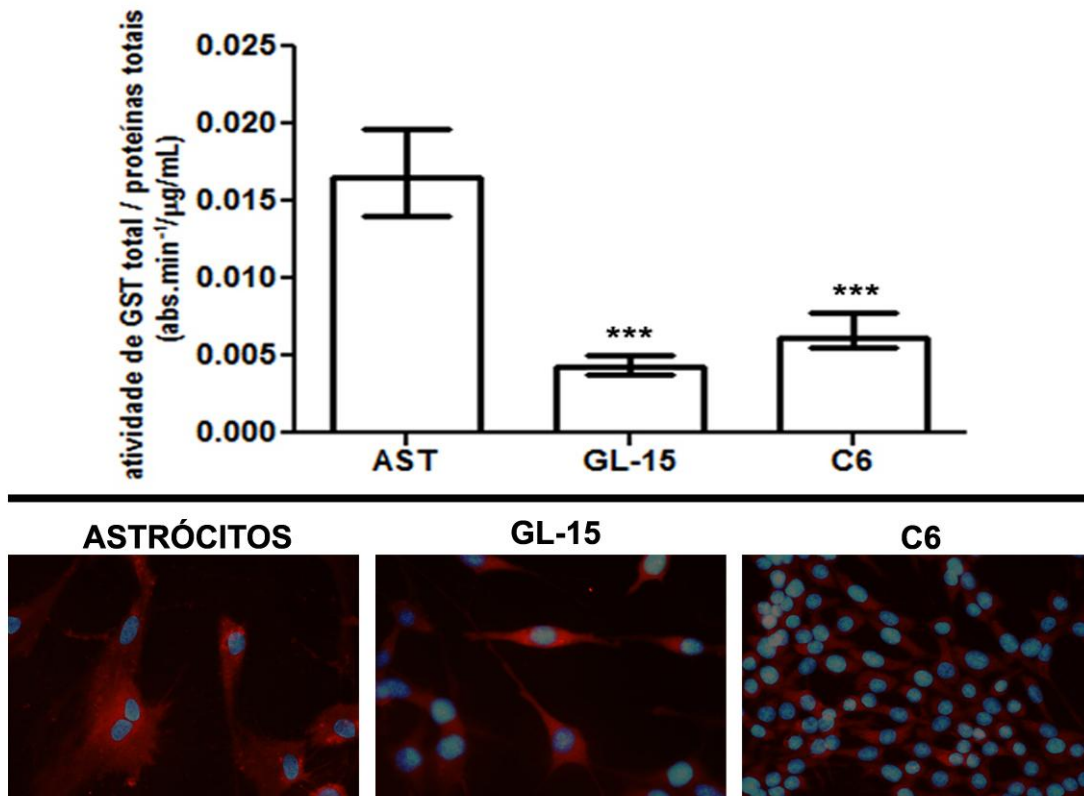 atividade de GST total / proteínas totais
(abs.min⁻¹/µg/mL)
0.025
0.020
0.015
0.010
0.005
0.000
***
***
AST GL-15 C6
ASTRÓCITOS GL-15 C6